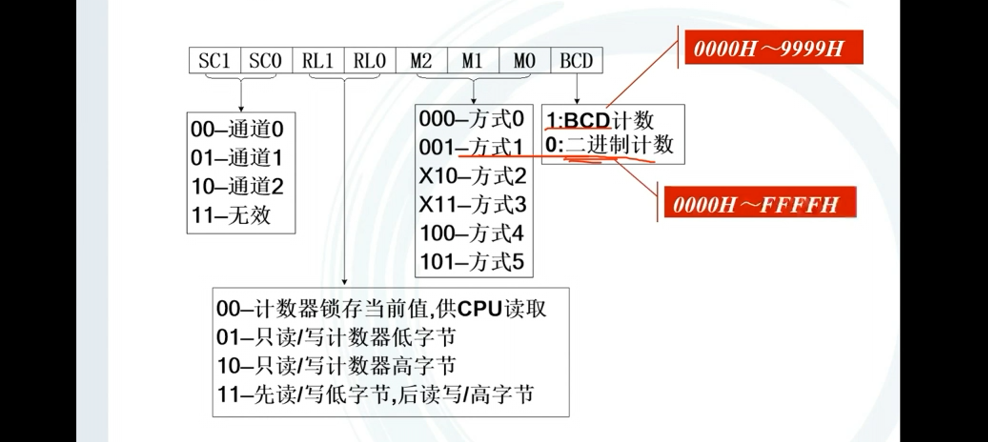 0000H～9999H
SC1 SC0 RL1 RL0 M2 M1 M0 BCD
00—通道0
01—通道1
10—通道2
11—无效
000—方式0
001—方式1
X10—方式2
X11—方式3
100—方式4
101—方式5
1:BCD计数
0:二进制计数
0000H～FFFFH
00—计数器锁存当前值,供CPU读取
01—只读/写计数器低字节
10—只读/写计数器高字节
11—先读/写低字节,后读写/高字节